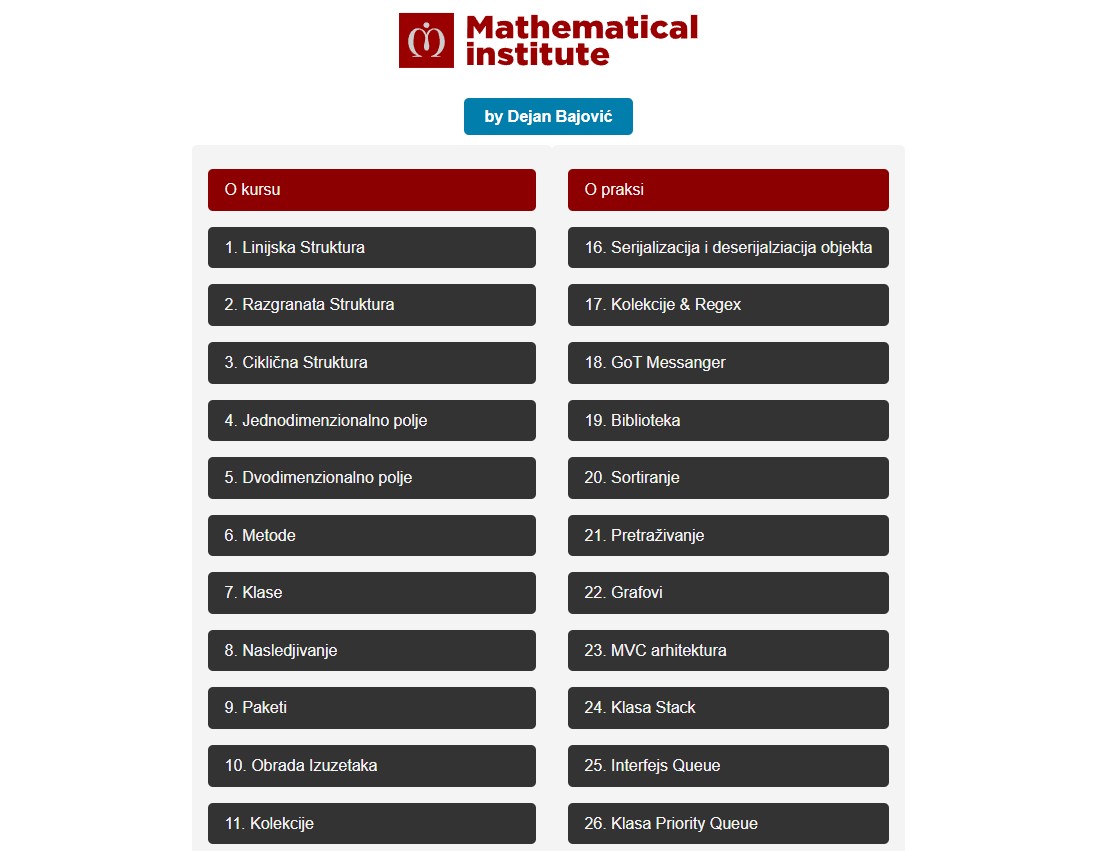 Mathematical
institute
by Dejan Bajović
O kursu
1. Linijska Struktura
2. Razgranata Struktura
3. Ciklična Struktura
4. Jednodimenzionalno polje
5. Dvodimenzionalno polje
6. Metode
7. Klase
8. Nasledjivanje
9. Paketi
10. Obrada Izuzetaka
11. Kolekcije
O praksi
16. Serijalizacija i deserijalziacija objekta
17. Kolekcije & Regex
18. GoT Messanger
19. Biblioteka
20. Sortiranje
21. Pretraživanje
22. Grafovi
23. MVC arhitektura
24. Klasa Stack
25. Interfejs Queue
26. Klasa Priority Queue